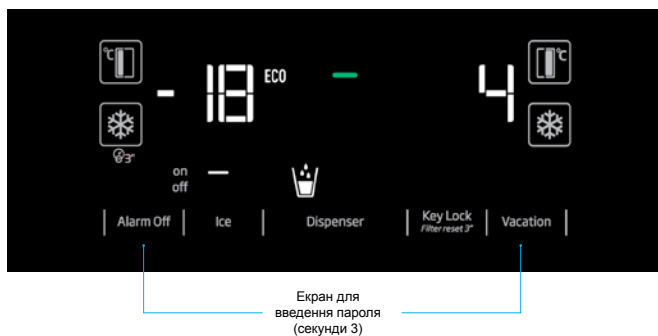 °C
°C
- 18 ECO
4
3"
on
off
Alarm Off
Ice
Dispenser
Key Lock
Filter reset 3"
Vacation
Екран для
введення пароля
(секунди 3)